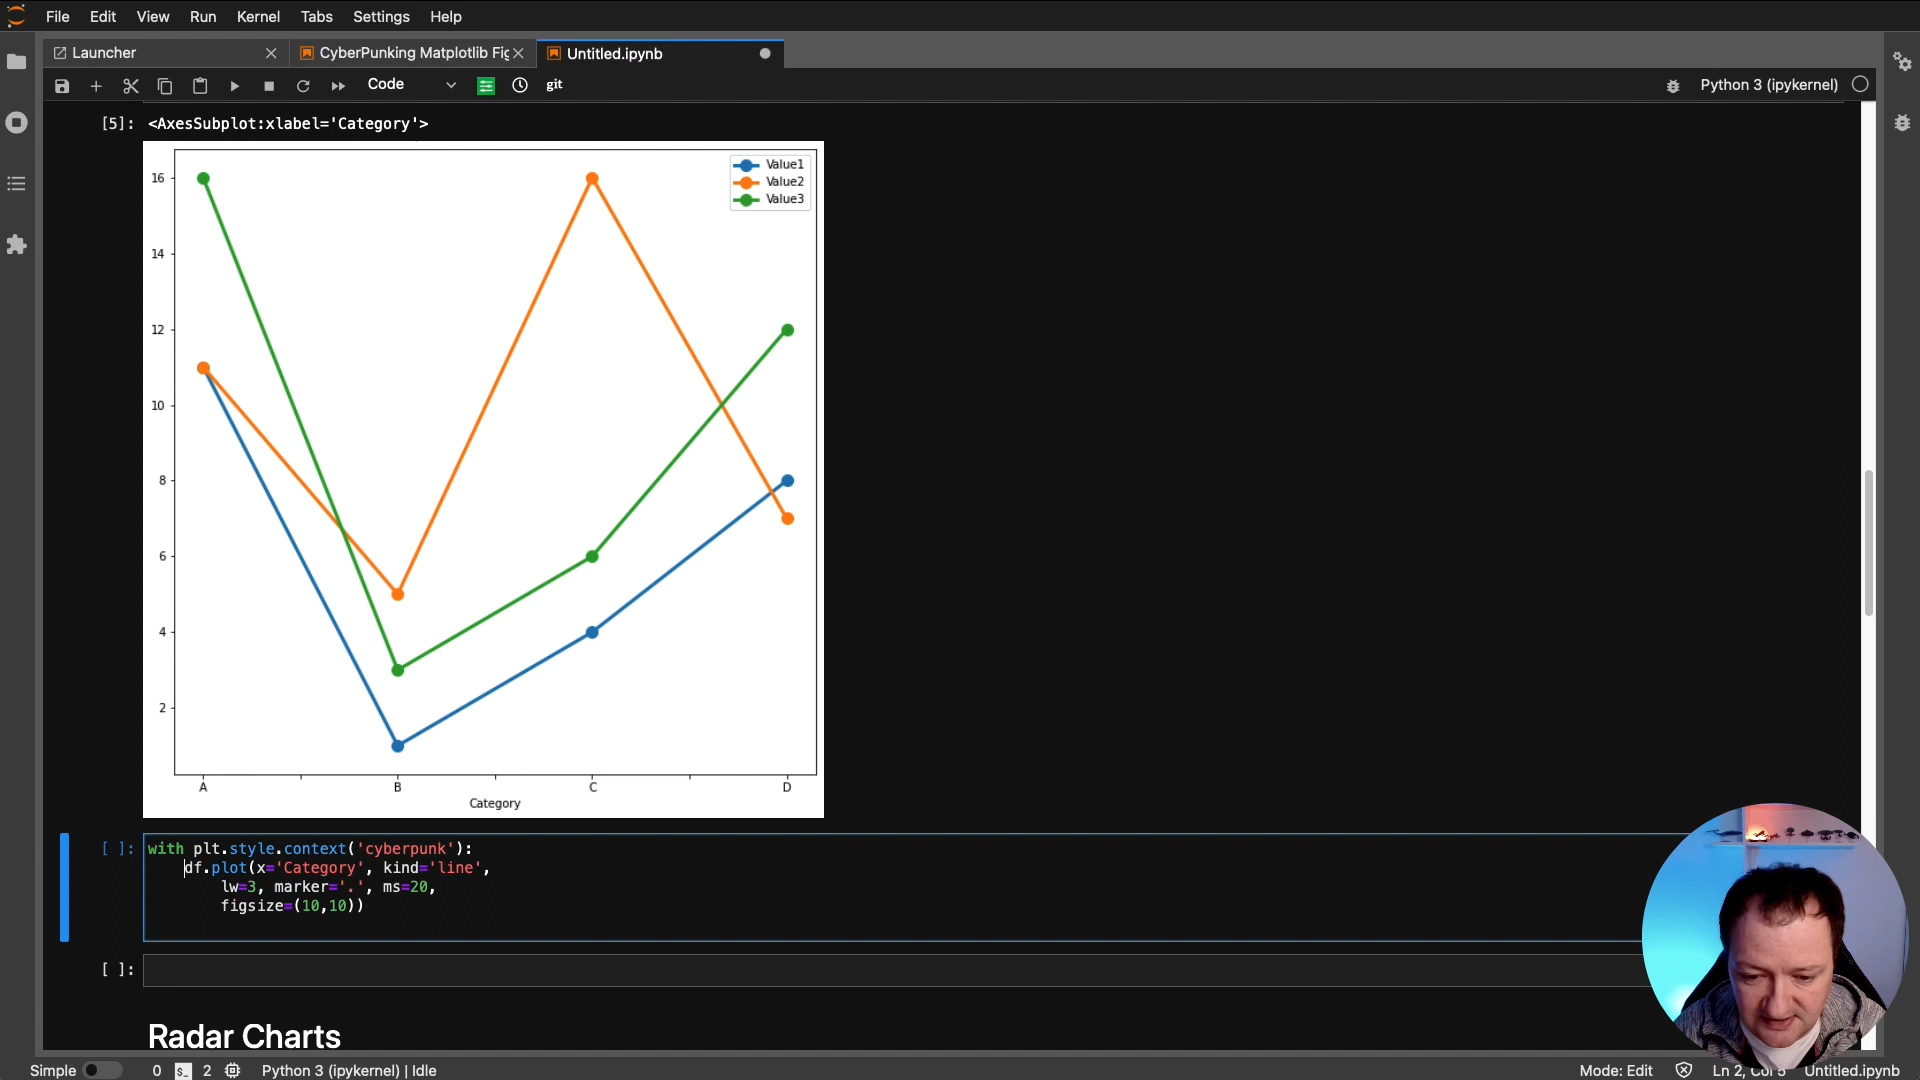 File Edit View Run Kernel Tabs Settings Help
Launcher CyberPunking Matplotlib Fig Untitled.ipynb
Code git Python 3 (ipykernel)
[5]: <AxesSubplot:xlabel='Category'>
Value1
Value2
Value3
16
14
12
10
8
6
4
2
A B C D
Category
[ ]: with plt.style.context('cyberpunk'):
df.plot(x='Category', kind='line',
lw=3, marker='.', ms=20,
figsize=(10,10))
[ ]:
Radar Charts
Simple 0 $_ 2 Python 3 (ipykernel) | Idle Mode: Edit Ln 2, Col 5 Untitled.ipynb